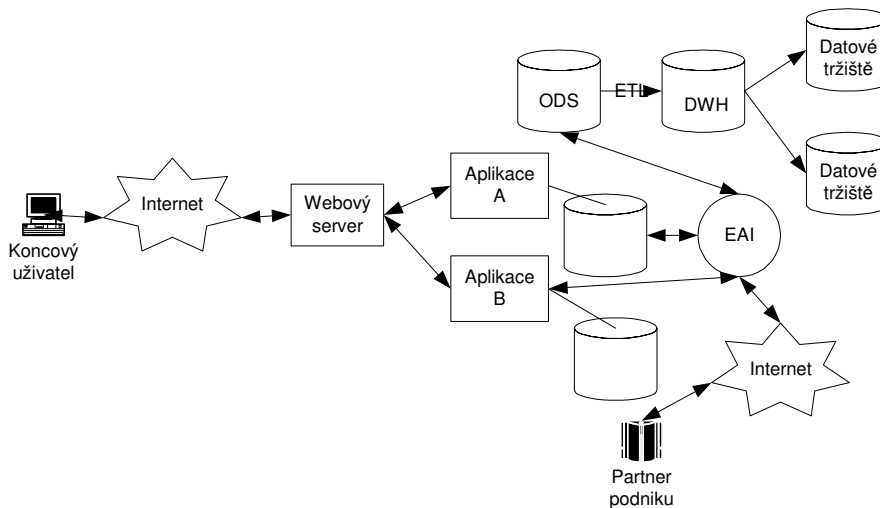 Datové
tržiště
ODS
ETL
DWH
Datové
tržiště
Internet
Webový
server
Aplikace
A
EAI
Koncový
uživatel
Aplikace
B
Internet
Partner
podniku